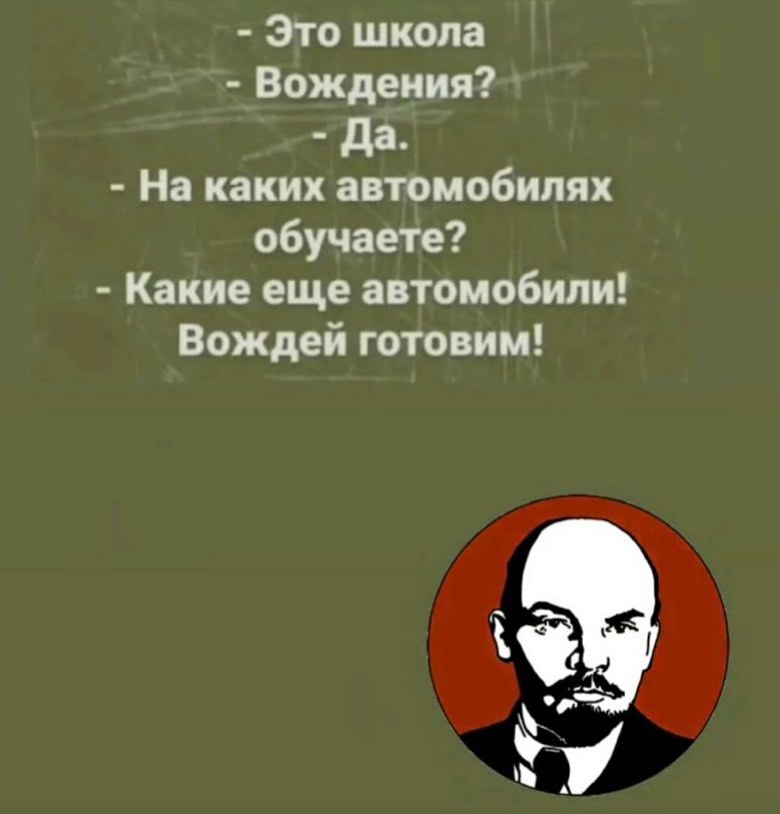 - Это школа
- Вождения?
- Да.
- На каких автомобилях
обучаете?
- Какие еще автомобили!
Вождей готовим!